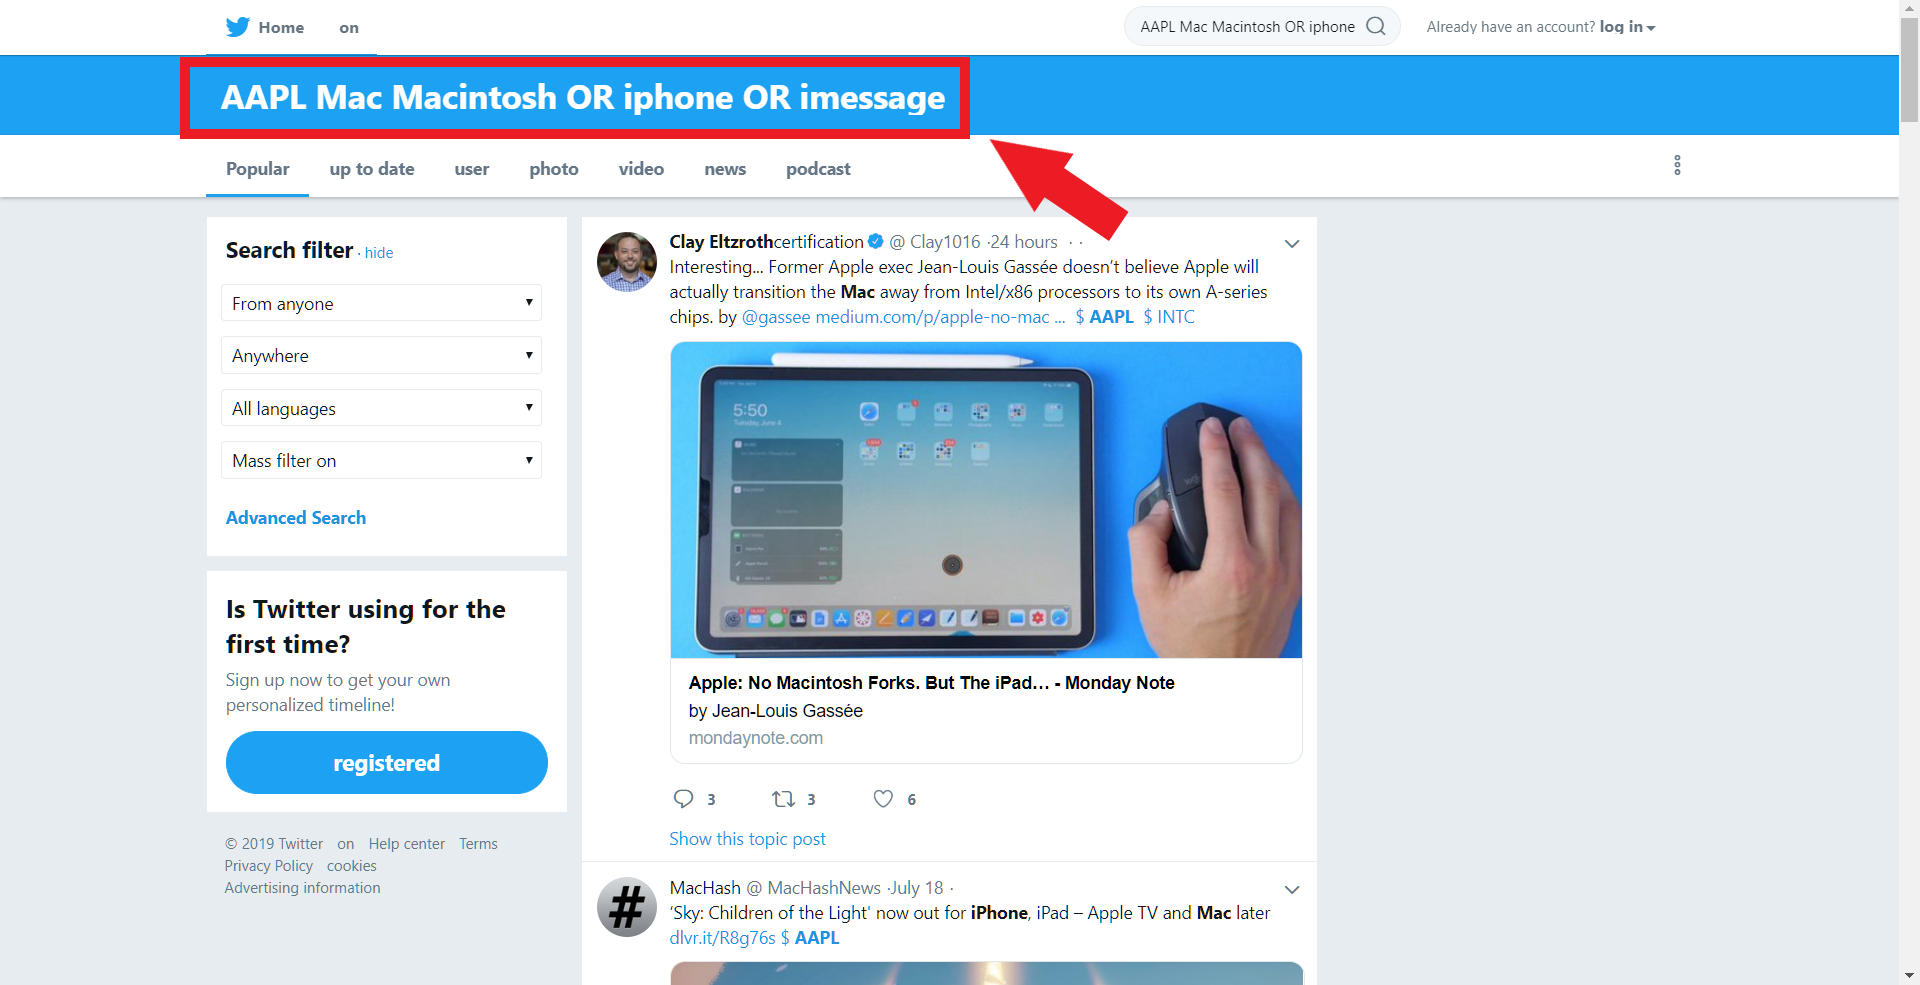 Home on
AAPL Mac Macintosh OR iphone
Already have an account? log in
AAPL Mac Macintosh OR iphone OR imessage
Popular up to date user photo video news podcast
Search filter · hide
From anyone
Anywhere
All languages
Mass filter on
Advanced Search
Is Twitter using for the
first time?
Sign up now to get your own
personalized timeline!
registered
© 2019 Twitter on Help center Terms
Privacy Policy cookies
Advertising information
Clay Eltzrothcertification @ Clay1016 ·24 hours · ·
Interesting... Former Apple exec Jean-Louis Gassée doesn’t believe Apple will
actually transition the Mac away from Intel/x86 processors to its own A-series
chips. by @gassee medium.com/p/apple-no-mac ... $ AAPL $ INTC
5:50
Tuesday, June 4
Apple: No Macintosh Forks. But The iPad… - Monday Note
by Jean-Louis Gassée
mondaynote.com
3 3 6
Show this topic post
#
MacHash @ MacHashNews ·July 18 ·
‘Sky: Children of the Light' now out for iPhone, iPad – Apple TV and Mac later
dlvr.it/R8g76s $ AAPL